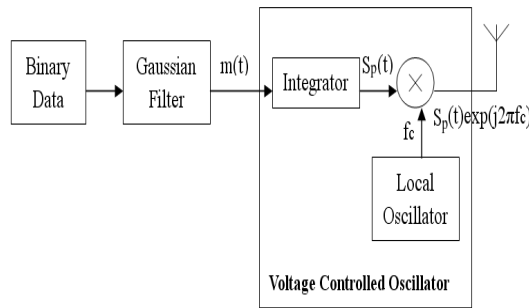 Binary
Data
Gaussian
Filter
m(t)
Integrator
Sp(t)
fc
Sp(t)exp(j2πfc)
Local
Oscillator
Voltage Controlled Oscillator